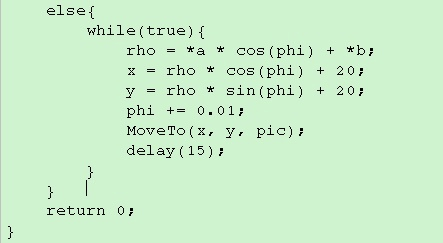 else{
while(true){
rho = *a * cos(phi) + *b;
x = rho * cos(phi) + 20;
y = rho * sin(phi) + 20;
phi += 0.01;
MoveTo(x, y, pic);
delay(15);
}
}
return 0;
}